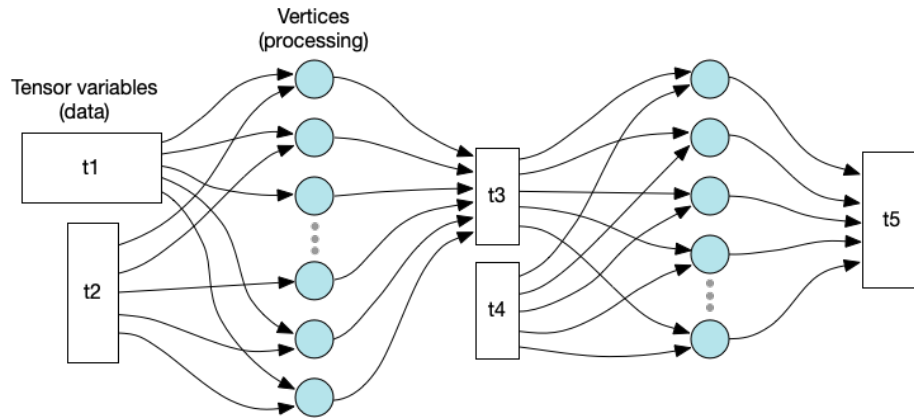 Vertices
(processing)
Tensor variables
(data)
t1
t2
t3
t4
t5